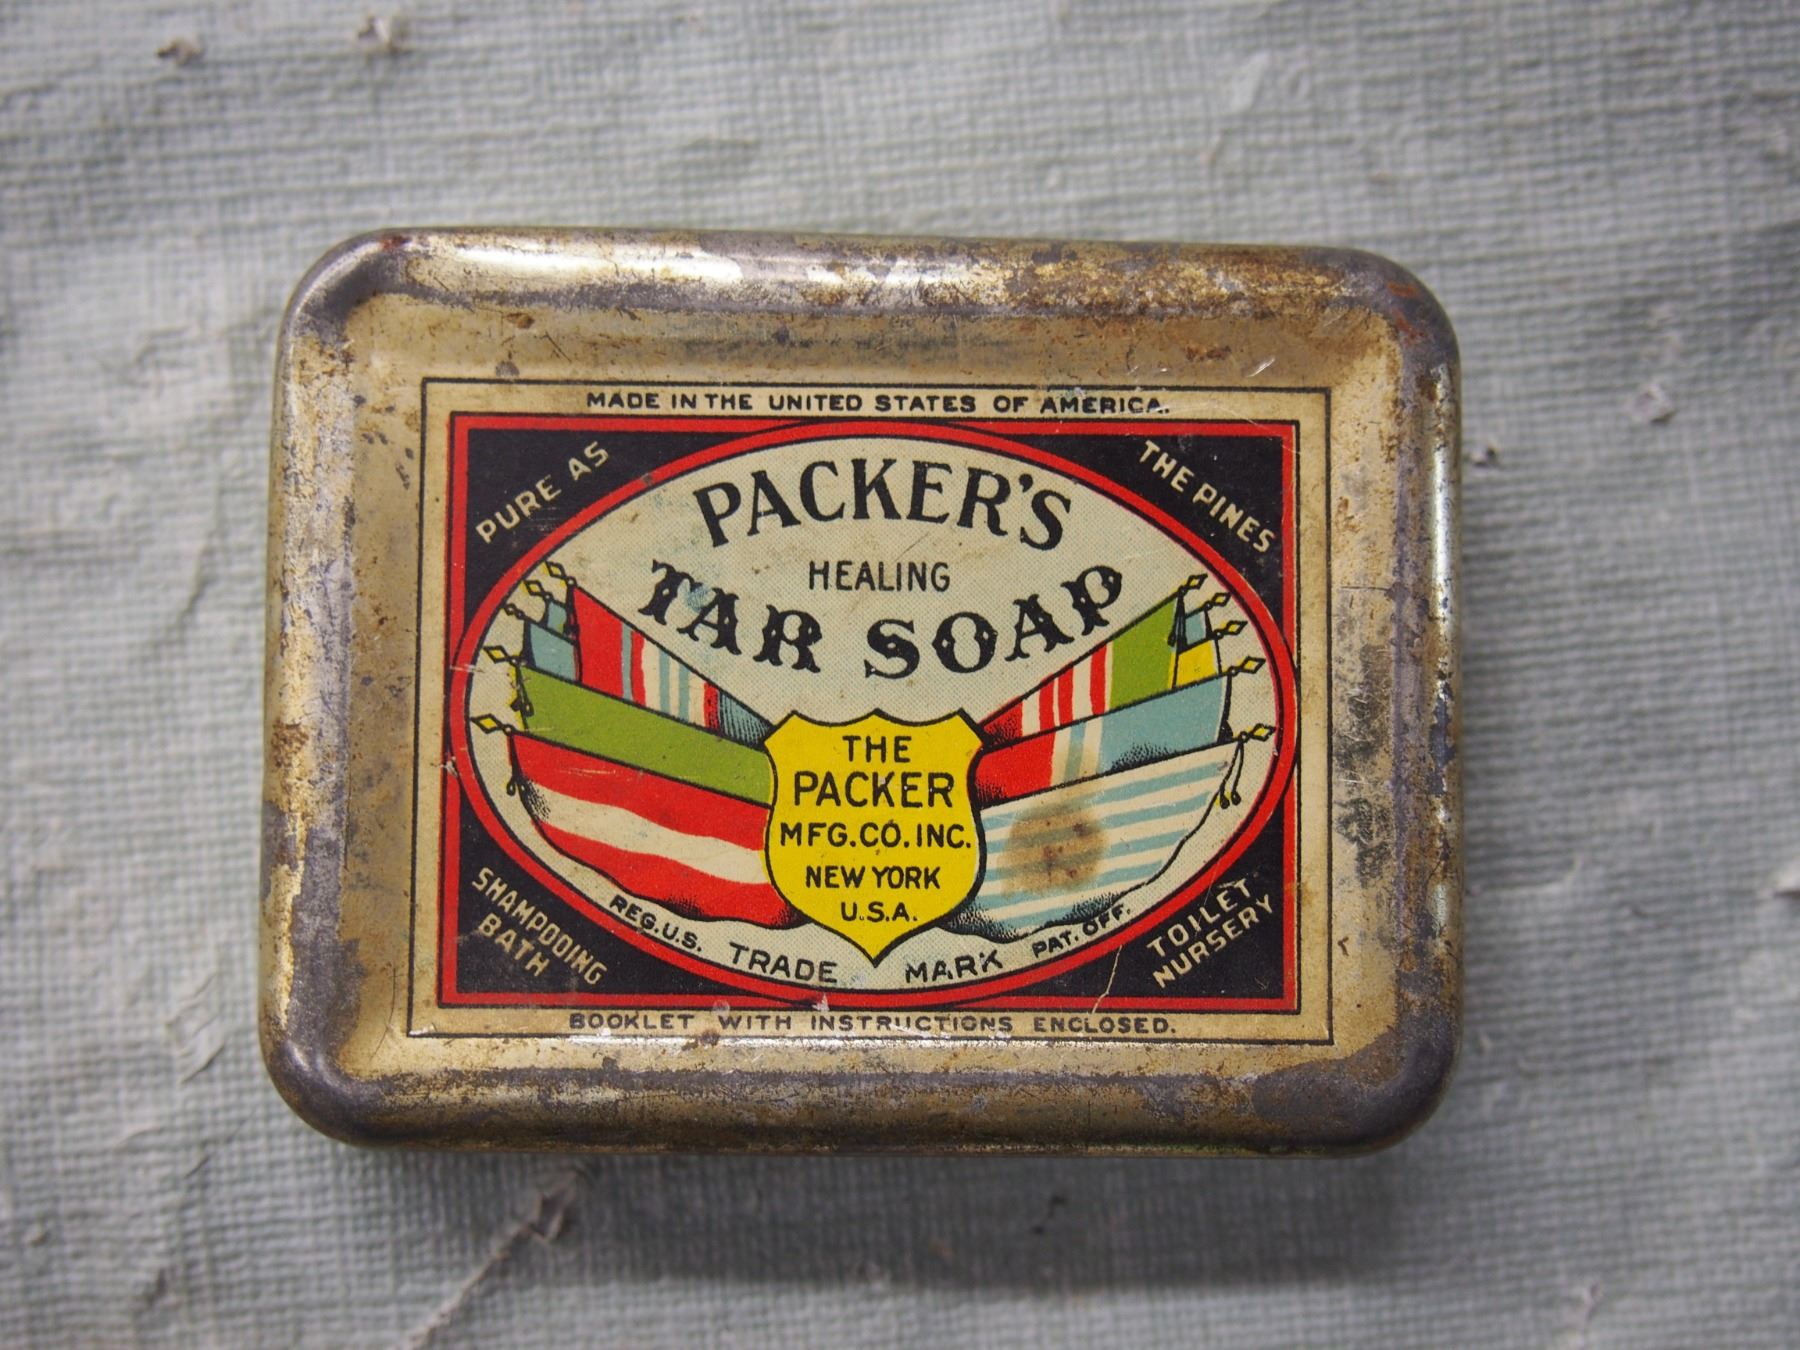 MADE IN THE UNITED STATES OF AMERICA.
PURE AS
THE PINES
PACKER'S
HEALING
TAR SOAP
THE
PACKER
MFG.CO.INC.
NEW YORK
U.S.A.
REG.U.S. TRADE MARK PAT. OFF.
SHAMPOOING
BATH
TOILET
NURSERY
BOOKLET WITH INSTRUCTIONS ENCLOSED.